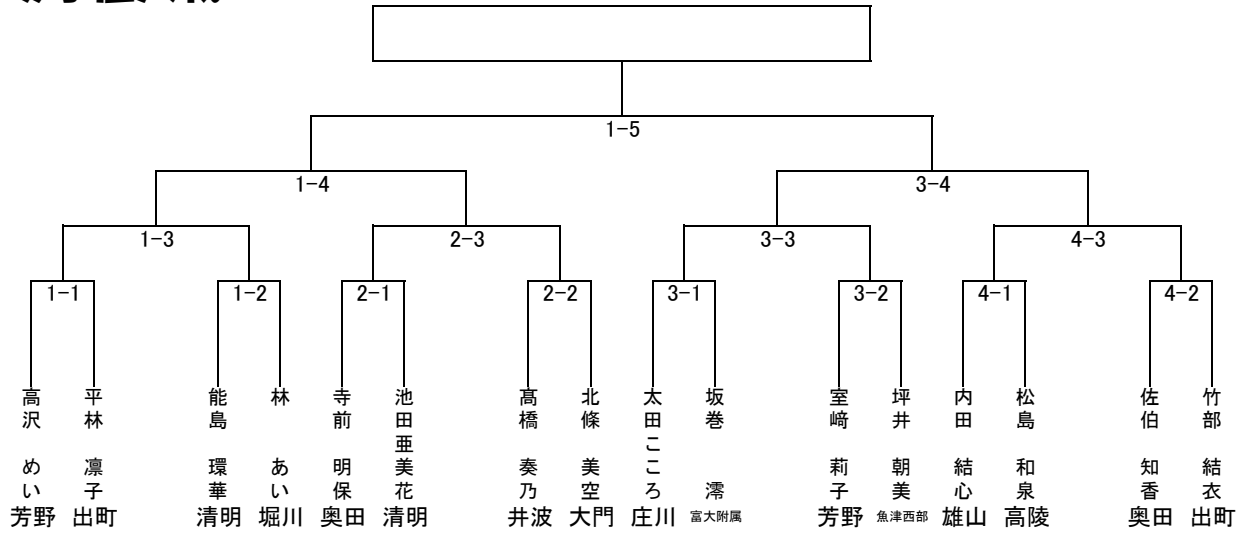 1-5
1-4
3-4
1-3
2-3
3-3
4-3
1-1
1-2
2-1
2-2
3-1
3-2
4-1
4-2
高沢 めい
芳野
平林 凛子
出町
能島 環華
清明
林 あい
堀川
寺前 明保
奥田
池田亜美花
清明
髙橋 奏乃
井波
北條 美空
大門
太田こころ
庄川
坂巻 澪
富大附属
室﨑 莉子
芳野
坪井 朝美
魚津西部
内田 結心
雄山
松島 和泉
高陵
佐伯 知香
奥田
竹部 結衣
出町